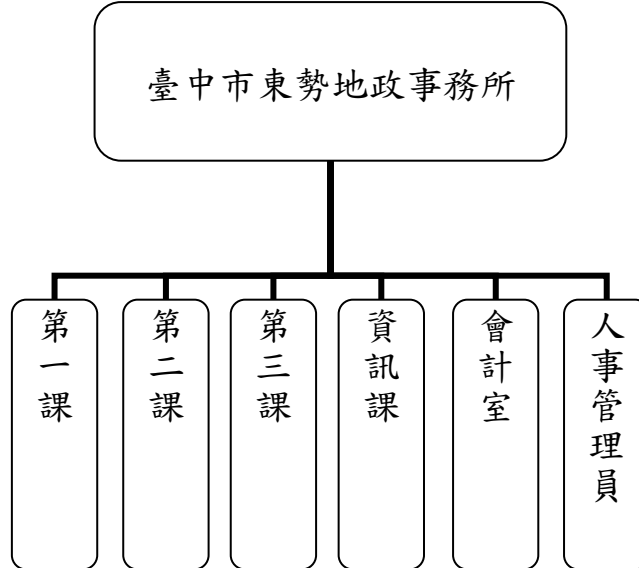 臺中市東勢地政事務所
第一課
第二課
第三課
資訊課
會計室
人事管理員